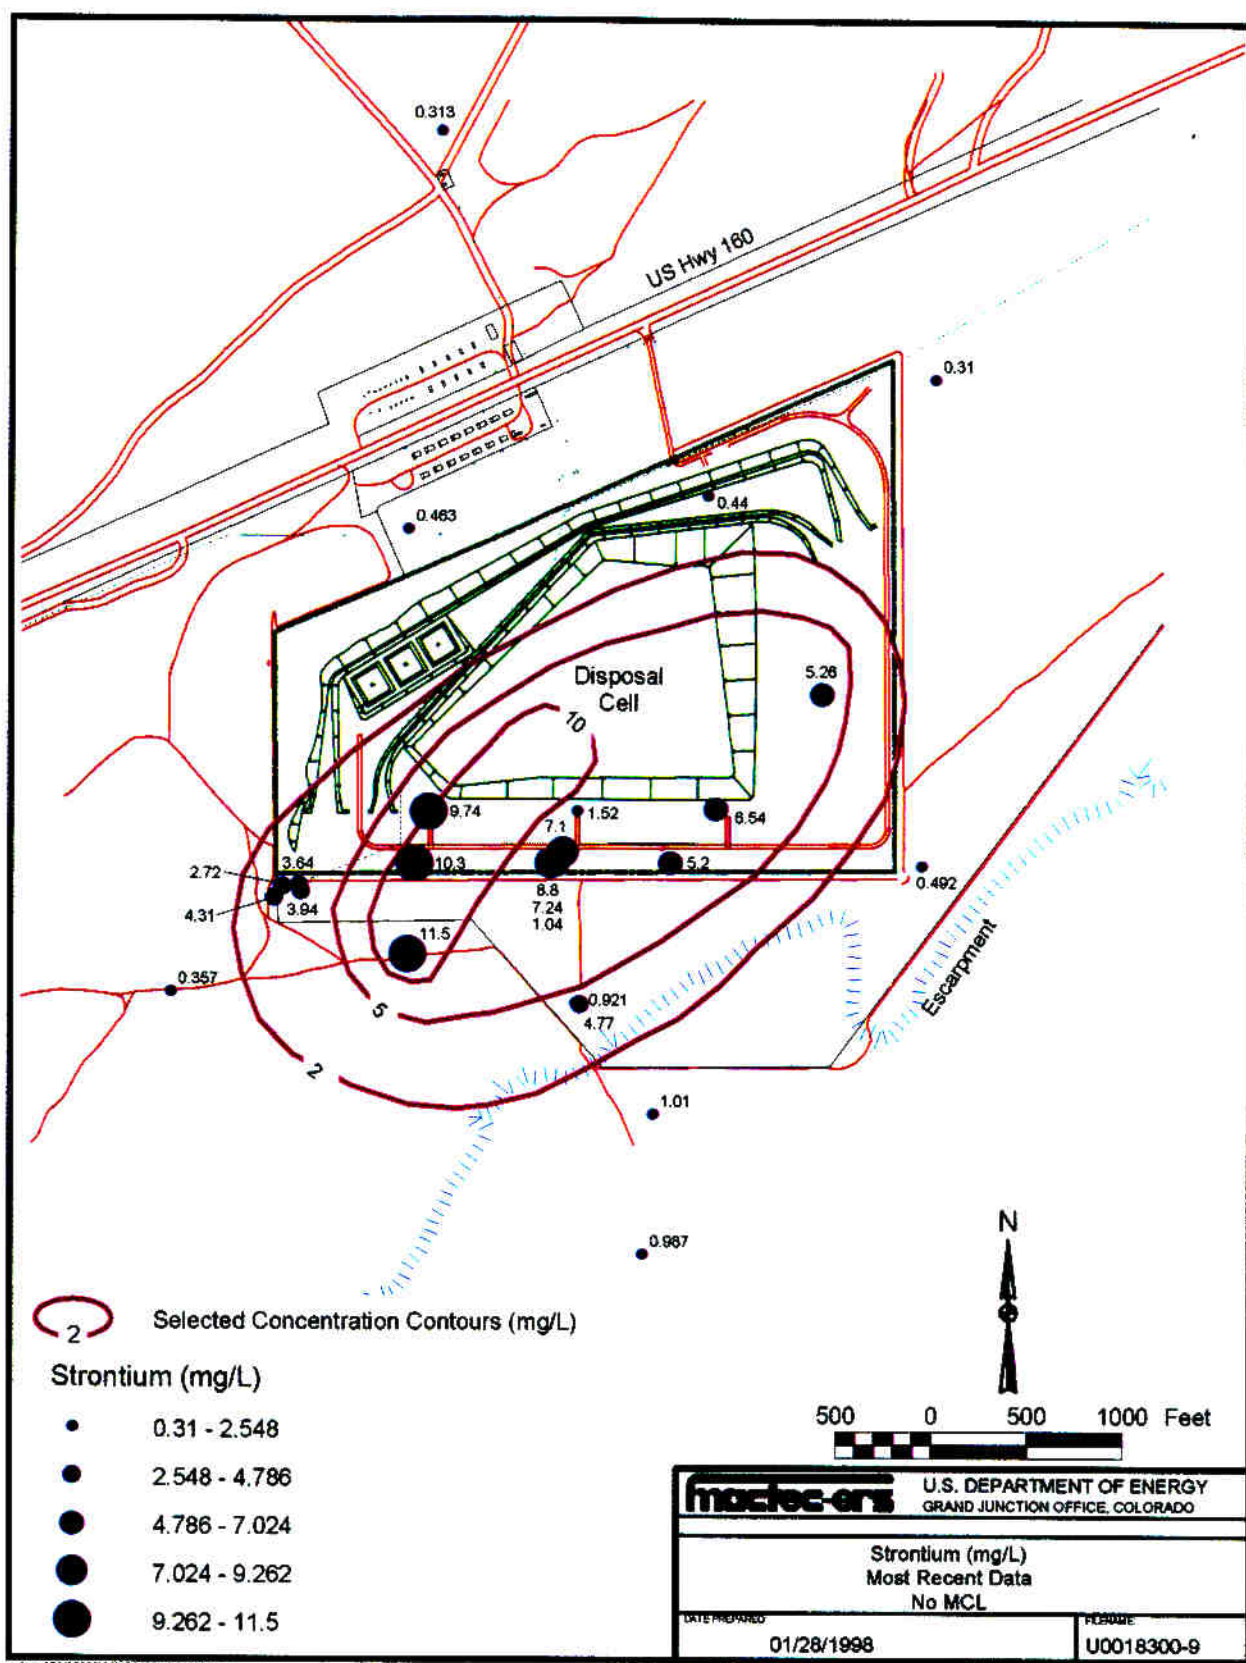 0.313
US Hwy 160
0.31
0.44
0.463
Disposal
Cell
5.26
10
9.74
1.52
6.54
7.1
3.64
10.3
5.2
2.72
0.492
8.8
3.94
7.24
4.31
1.04
11.5
Escarpment
0.357
0.921
5
4.77
2
1.01
N
0.987
2
Selected Concentration Contours (mg/L)
Strontium (mg/L)
0.31 - 2.548
2.548 - 4.786
4.786 - 7.024
7.024 - 9.262
9.262 - 11.5
500 0 500 1000 Feet
mactec-ers
U.S. DEPARTMENT OF ENERGY
GRAND JUNCTION OFFICE, COLORADO
Strontium (mg/L)
Most Recent Data
No MCL
DATE PREPARED
01/28/1998
FILENAME
U0018300-9